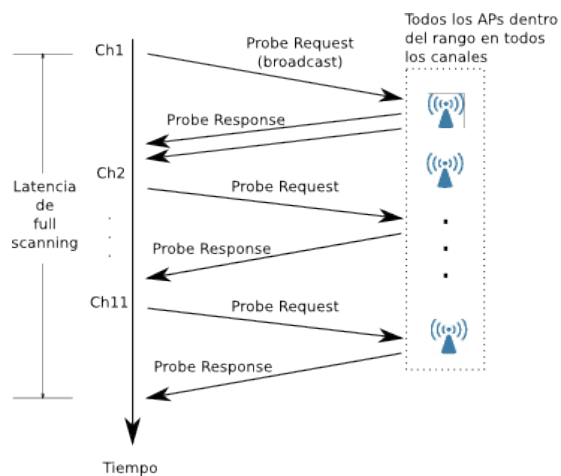 Todos los APs dentro
del rango en todos
los canales
Ch1
Probe Request
(broadcast)
Probe Response
Ch2
Probe Request
Latencia
de
full
scanning
Probe Response
Ch11
Probe Request
Probe Response
Tiempo